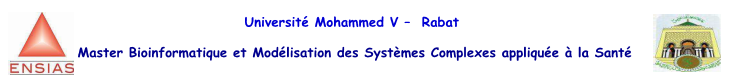 Université Mohammed V – Rabat
Master Bioinformatique et Modélisation des Systèmes Complexes appliquée à la Santé
ENSIAS